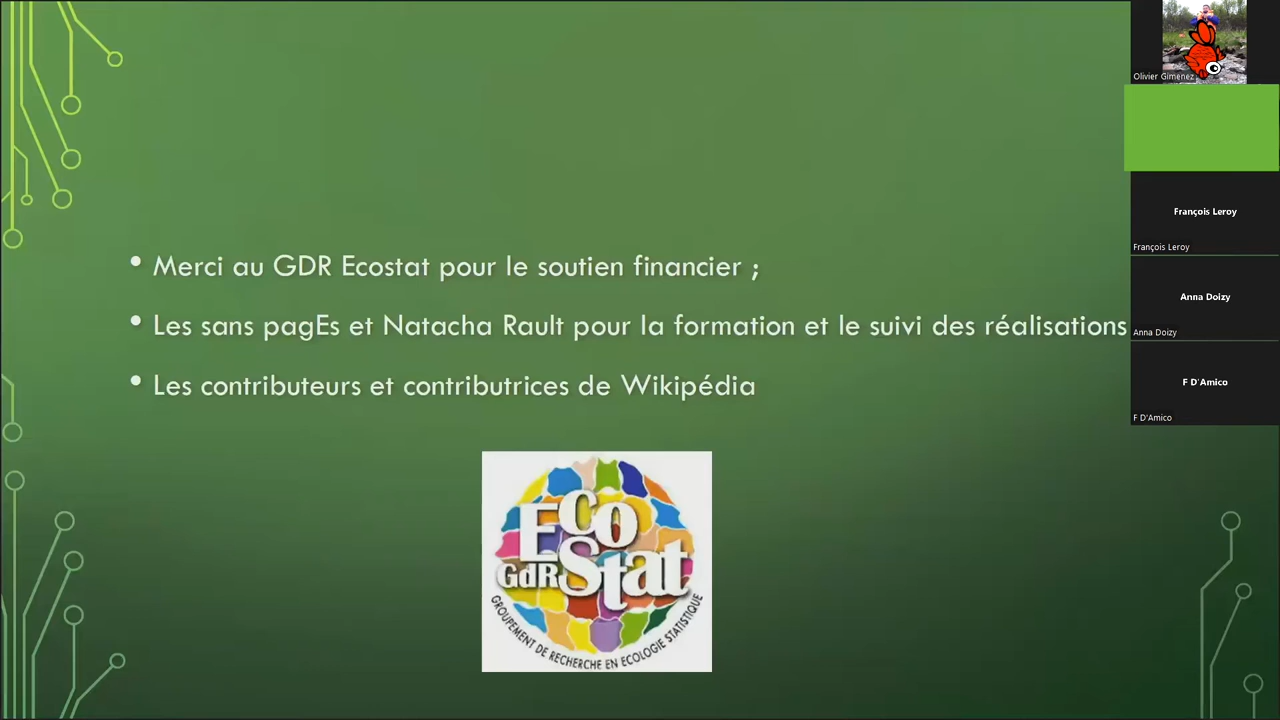 Olivier Gimenez
François Leroy
François Leroy
Anna Doizy
Anna Doizy
F D'Amico
F D'Amico
• Merci au GDR Ecostat pour le soutien financier ;
• Les sans pagEs et Natacha Rault pour la formation et le suivi des réalisations
• Les contributeurs et contributrices de Wikipédia
Eco
GdR Stat
GROUPEMENT DE RECHERCHE EN ECOLOGIE STATISTIQUE